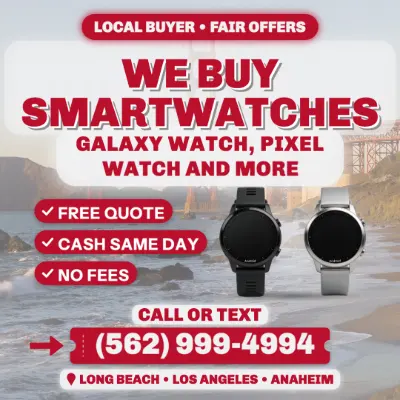 LOCAL BUYER • FAIR OFFERS
WE BUY
SMARTWATCHES
GALAXY WATCH, PIXEL
WATCH AND MORE
FREE QUOTE
CASH SAME DAY
NO FEES
CALL OR TEXT
(562) 999-4994
LONG BEACH • LOS ANGELES • ANAHEIM